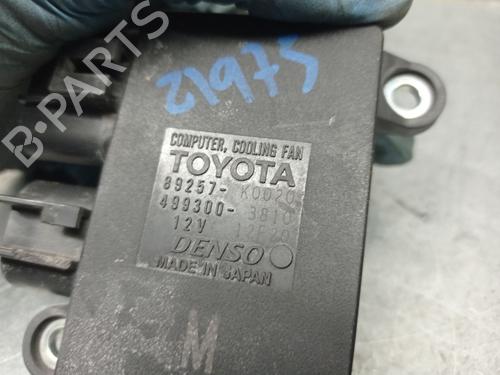 21975
COMPUTER, COOLING FAN
TOYOTA
89257-K0020
499300-3810
12V
DENSO
MADE IN JAPAN
M
B-PARTS